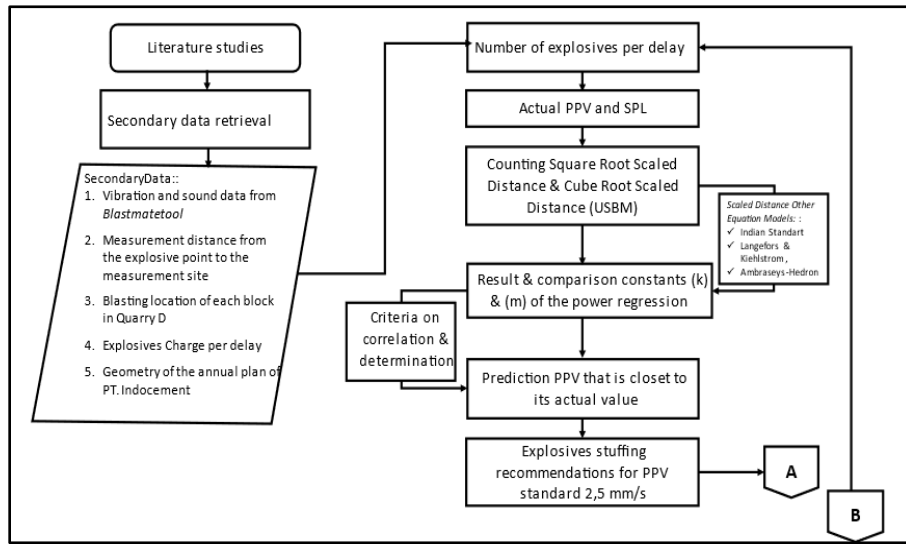 Literature studies
Secondary data retrieval
SecondaryData::
1. Vibration and sound data from
Blastmatetool
2. Measurement distance from
the explosive point to the
measurement site
3. Blasting location of each block
in Quarry D
4. Explosives Charge per delay
5. Geometry of the annual plan of
PT. Indocement
Number of explosives per delay
Actual PPV and SPL
Counting Square Root Scaled
Distance & Cube Root Scaled
Distance (USBM)
Scaled Distance Other
Equation Models: :
✓ Indian Standart
✓ Langefors &
Kiehlstrom ,
✓ Ambraseys-Hedron
Result & comparison constants (k)
& (m) of the power regression
Criteria on
correlation &
determination
Prediction PPV that is closet to
its actual value
Explosives stuffing
recommendations for PPV
standard 2,5 mm/s
A
B